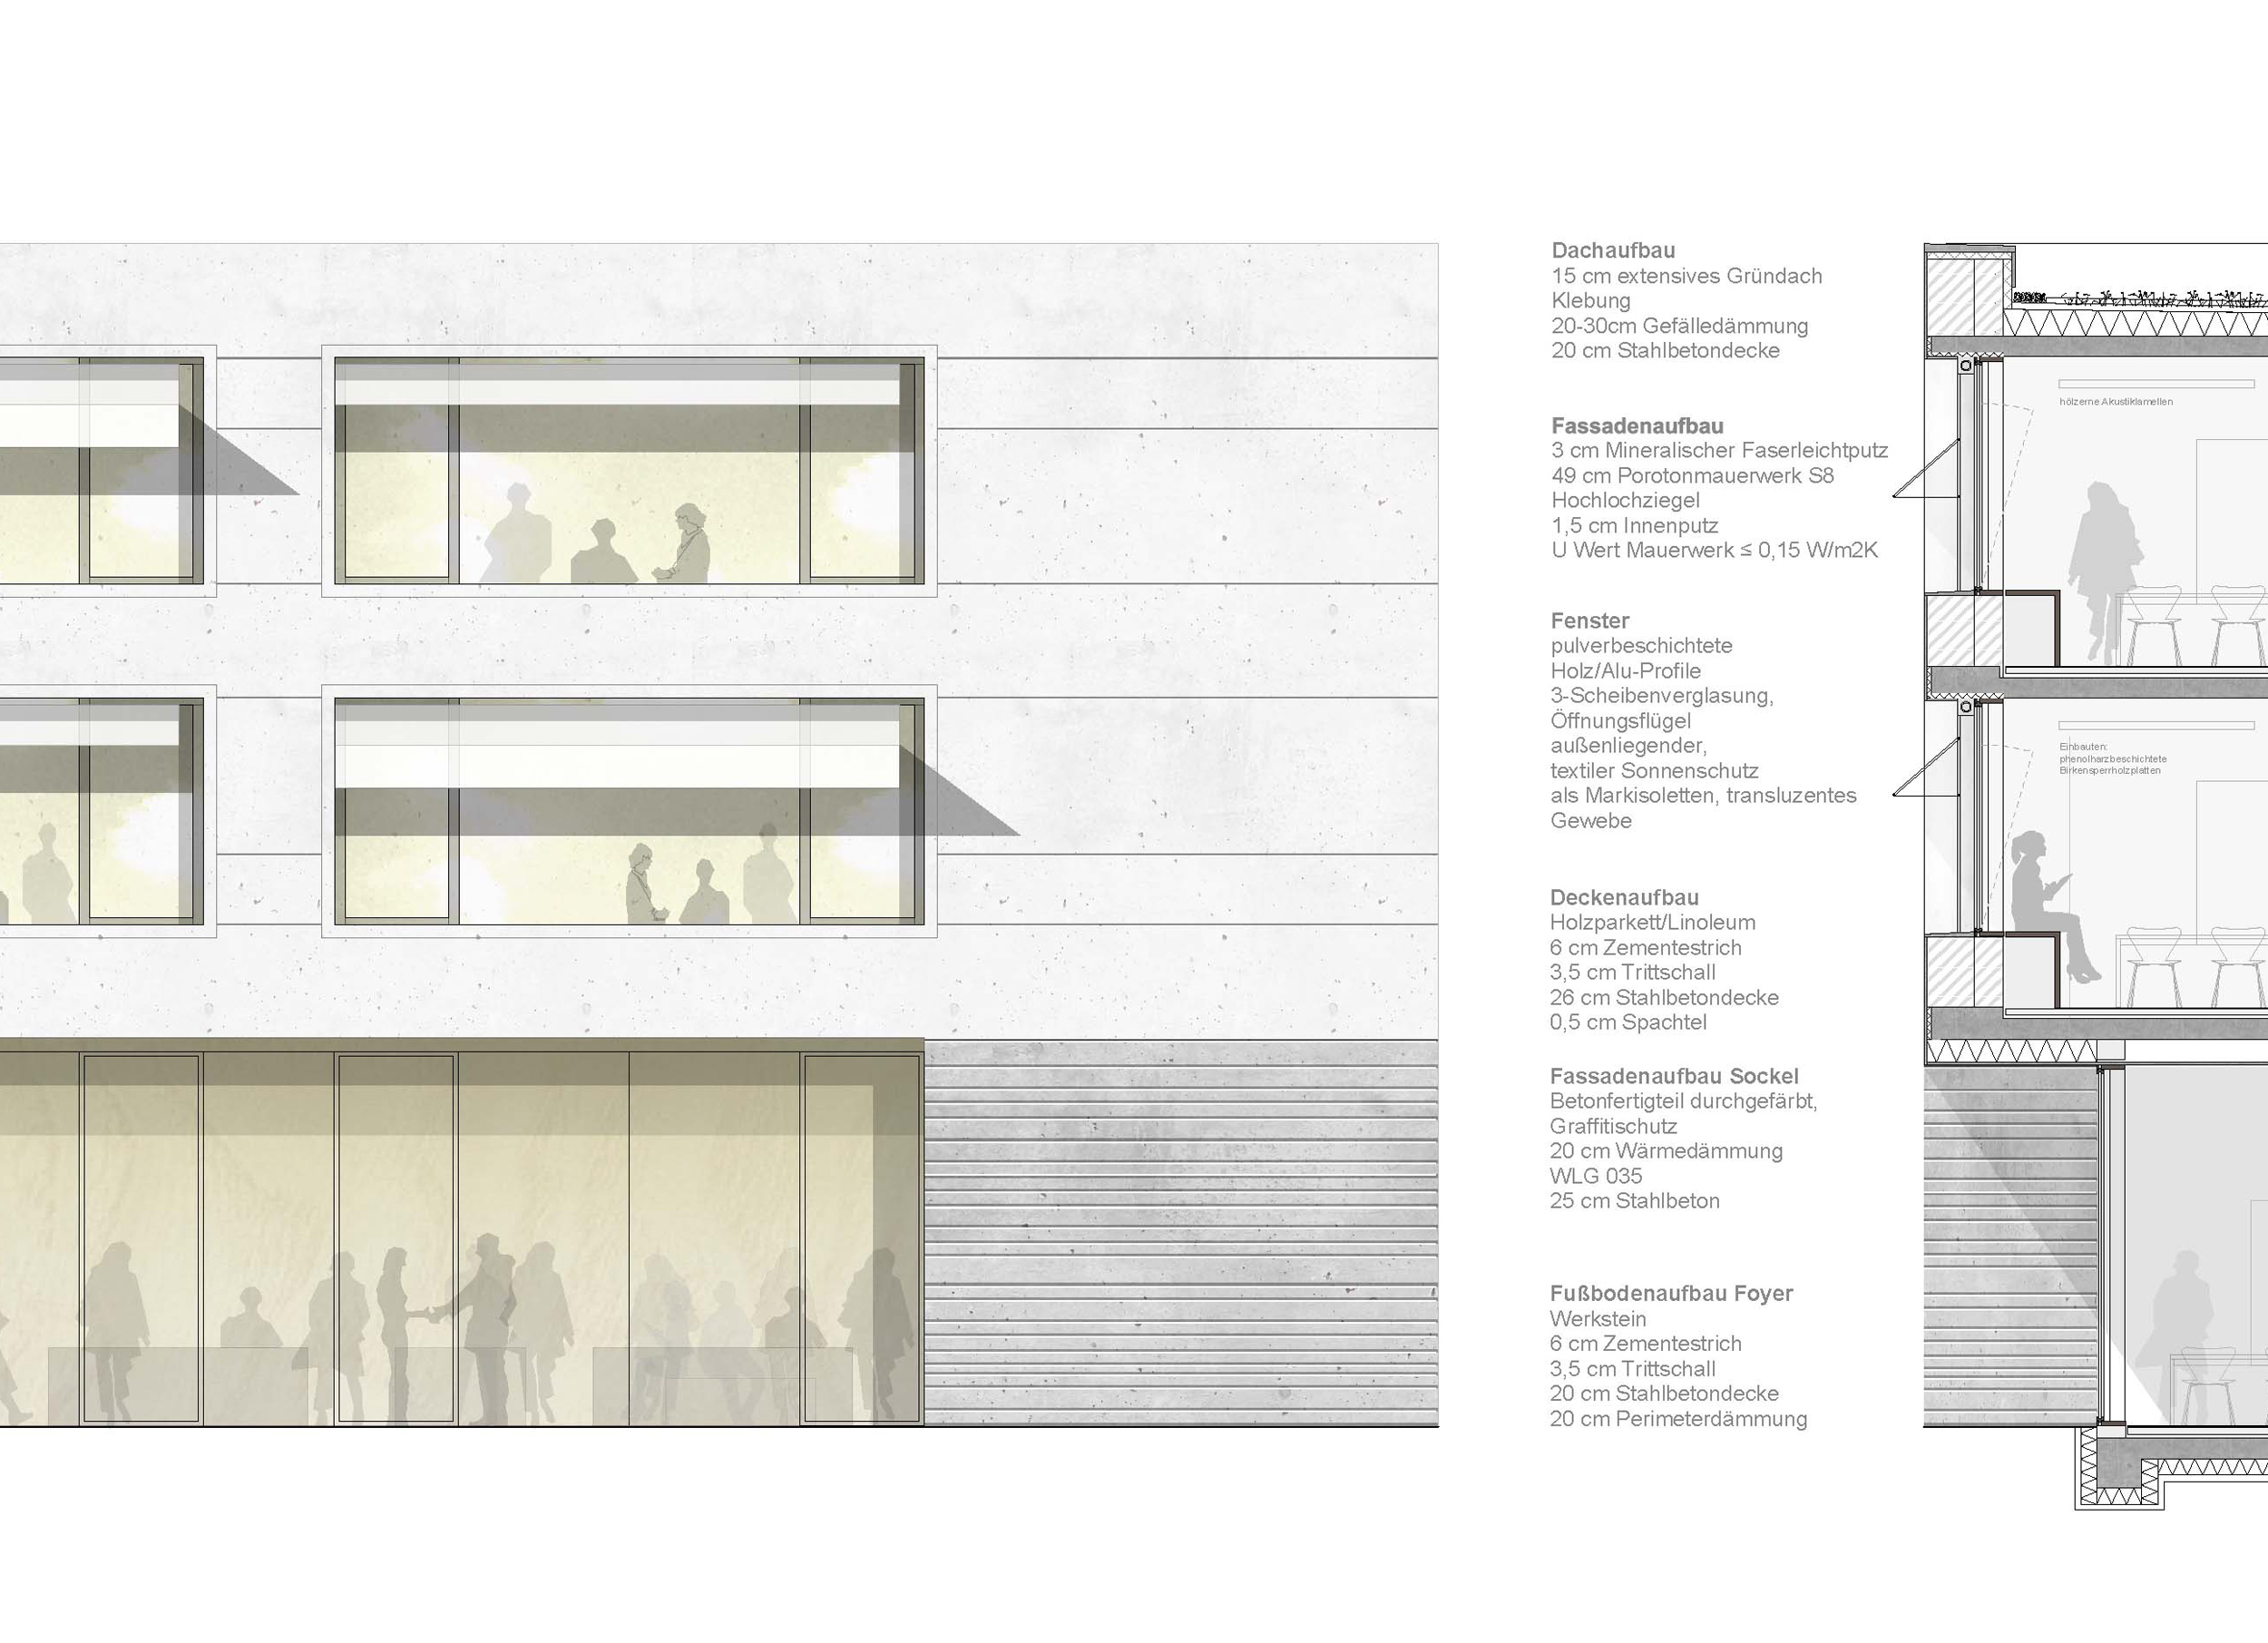 Dachaufbau
15 cm extensives Gründach
Klebung
20-30cm Gefälledämmung
20 cm Stahlbetondecke
Fassadenaufbau
3 cm Mineralischer Faserleichtputz
49 cm Porotonmauerwerk S8
Hochlochziegel
1,5 cm Innenputz
U Wert Mauerwerk ≤ 0,15 W/m2K
Fenster
pulverbeschichtete
Holz/Alu-Profile
3-Scheibenverglasung,
Öffnungsflügel
außenliegender,
textiler Sonnenschutz
als Markisoletten, transluzentes
Gewebe
Deckenaufbau
Holzparkett/Linoleum
6 cm Zementestrich
3,5 cm Trittschall
26 cm Stahlbetondecke
0,5 cm Spachtel
Fassadenaufbau Sockel
Betonfertigteil durchgefärbt,
Graffitischutz
20 cm Wärmedämmung
WLG 035
25 cm Stahlbeton
Fußbodenaufbau Foyer
Werkstein
6 cm Zementestrich
3,5 cm Trittschall
20 cm Stahlbetondecke
20 cm Perimeterdämmung
hölzerne Akustiklamellen
Einbauten:
phenolharzbeschichtete
Birkensperrholzplatten